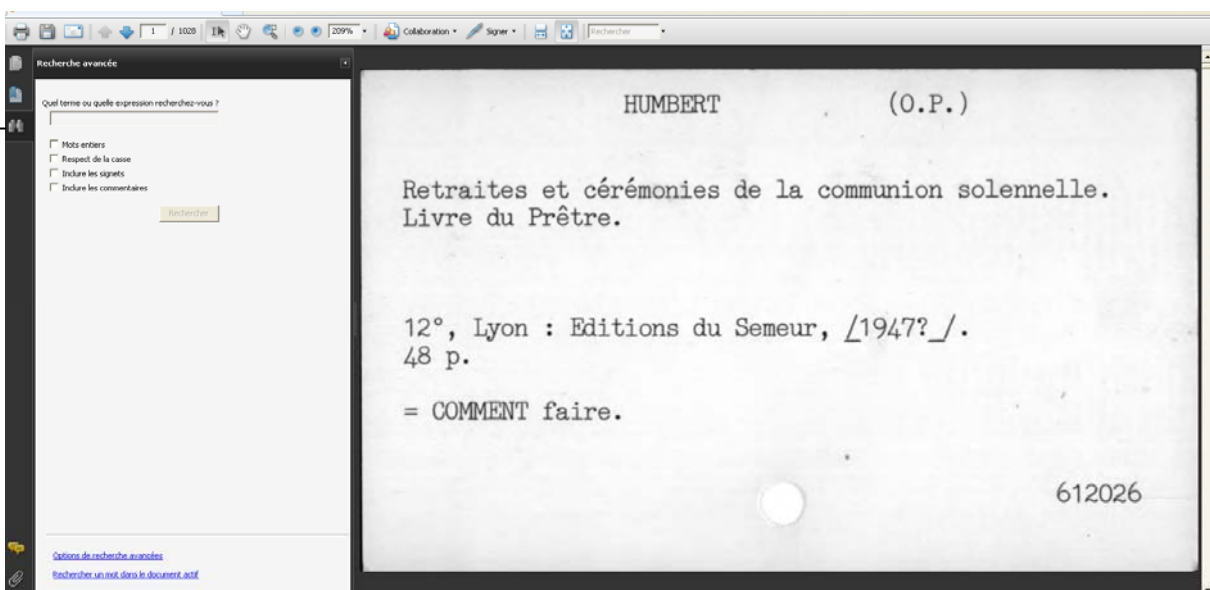 1 / 1028 209% Collaboration Signer Rechercher
Recherche avancée
Quel terme ou quelle expression recherchez-vous ?
Mots entiers
Respect de la casse
Inclure les signets
Inclure les commentaires
Rechercher
Options de recherche avancées
Rechercher un mot dans le document actif
HUMBERT (O.P.)
Retraites et cérémonies de la communion solennelle.
Livre du Prêtre.
12°, Lyon : Editions du Semeur, /1947?_/.
48 p.
= COMMENT faire.
612026